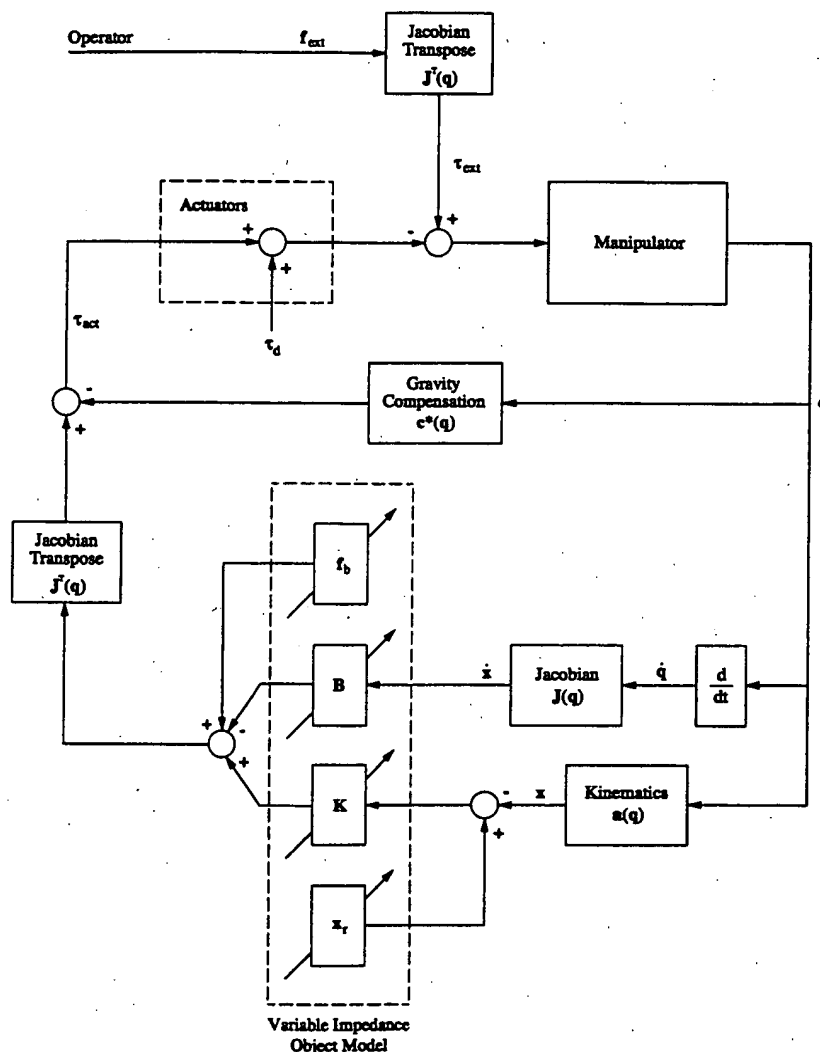 Operator
f_ext
Jacobian
Transpose
J^T(q)
τ_ext
Actuators
+
+
-
+
Manipulator
τ_d
τ_act
-
+
Gravity
Compensation
c*(q)
Jacobian
Transpose
J^T(q)
f_b
B
ẋ
Jacobian
J(q)
q̇
d
dt
+
-
+
K
-
+
x
Kinematics
a(q)
x_r
Variable Impedance
Object Model